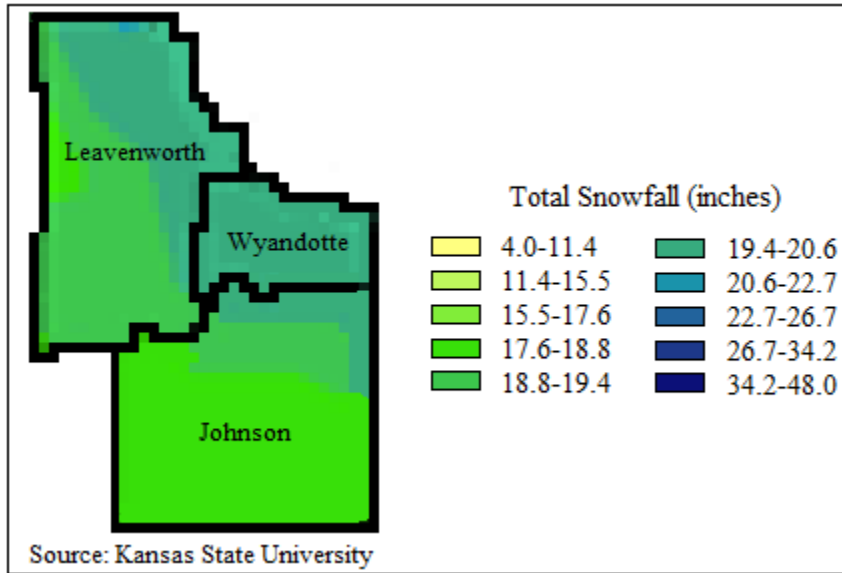 Leavenworth
Wyandotte
Johnson
Total Snowfall (inches)
4.0-11.4
11.4-15.5
15.5-17.6
17.6-18.8
18.8-19.4
19.4-20.6
20.6-22.7
22.7-26.7
26.7-34.2
34.2-48.0
Source: Kansas State University